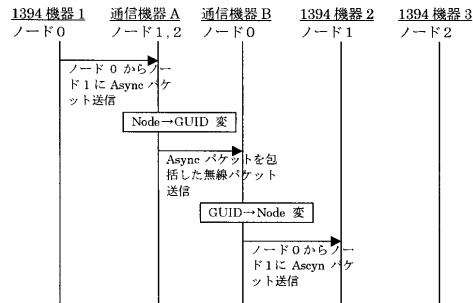 1394 機器 1 通信機器 A 通信機器 B 1394 機器 2 1394 機器 3
ノード 0 ノード 1, 2 ノード 0 ノード 1 ノード 2
ノード 0 からノー
ド 1 に Async パケ
ット送信
Node→GUID 変
Async パケットを包
括した無線パケット
送信
GUID→Node 変
ノード 0 からノー
ド 1 に Ascyn パケ
ット送信